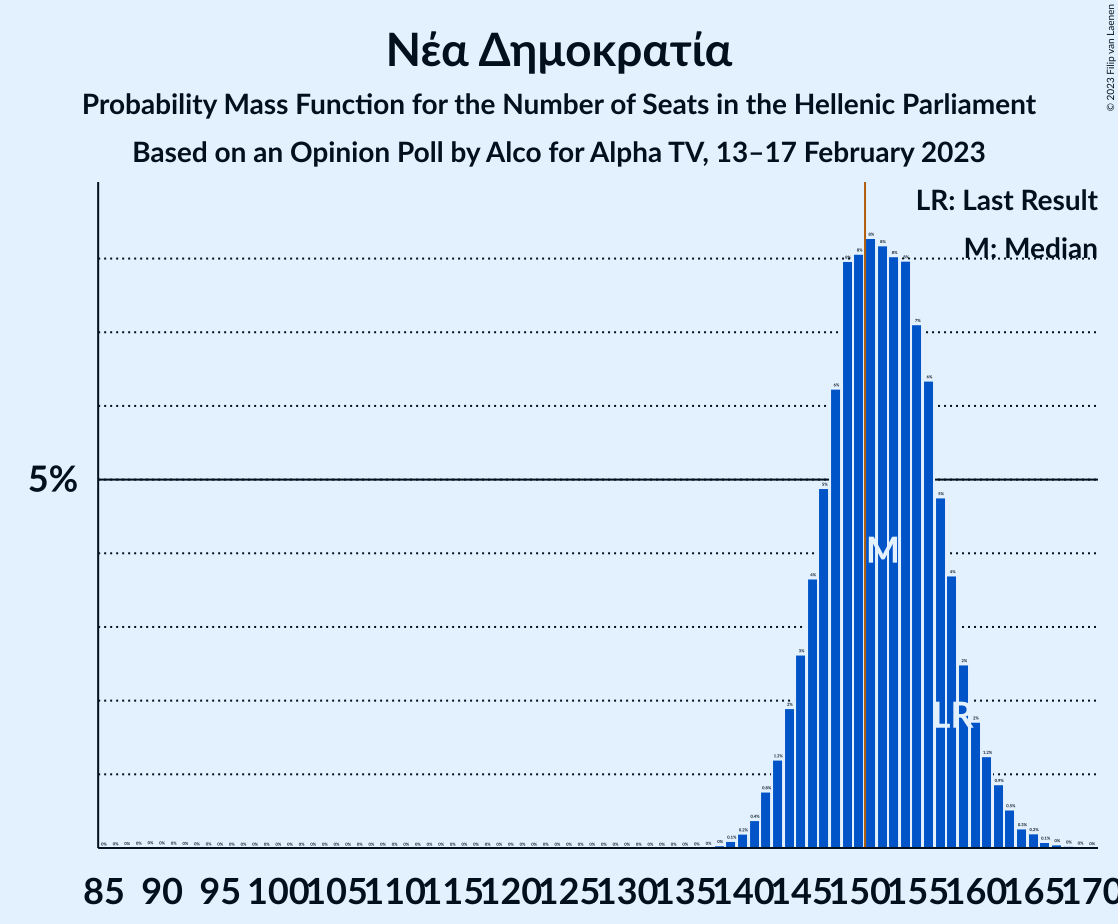 Νέα Δημοκρατία
Probability Mass Function for the Number of Seats in the Hellenic Parliament
Based on an Opinion Poll by Alco for Alpha TV, 13–17 February 2023
© 2023 Filip van Laenen
LR: Last Result
M: Median
5%
M
LR
85 90 95 100 105 110 115 120 125 130 135 140 145 150 155 160 165 170